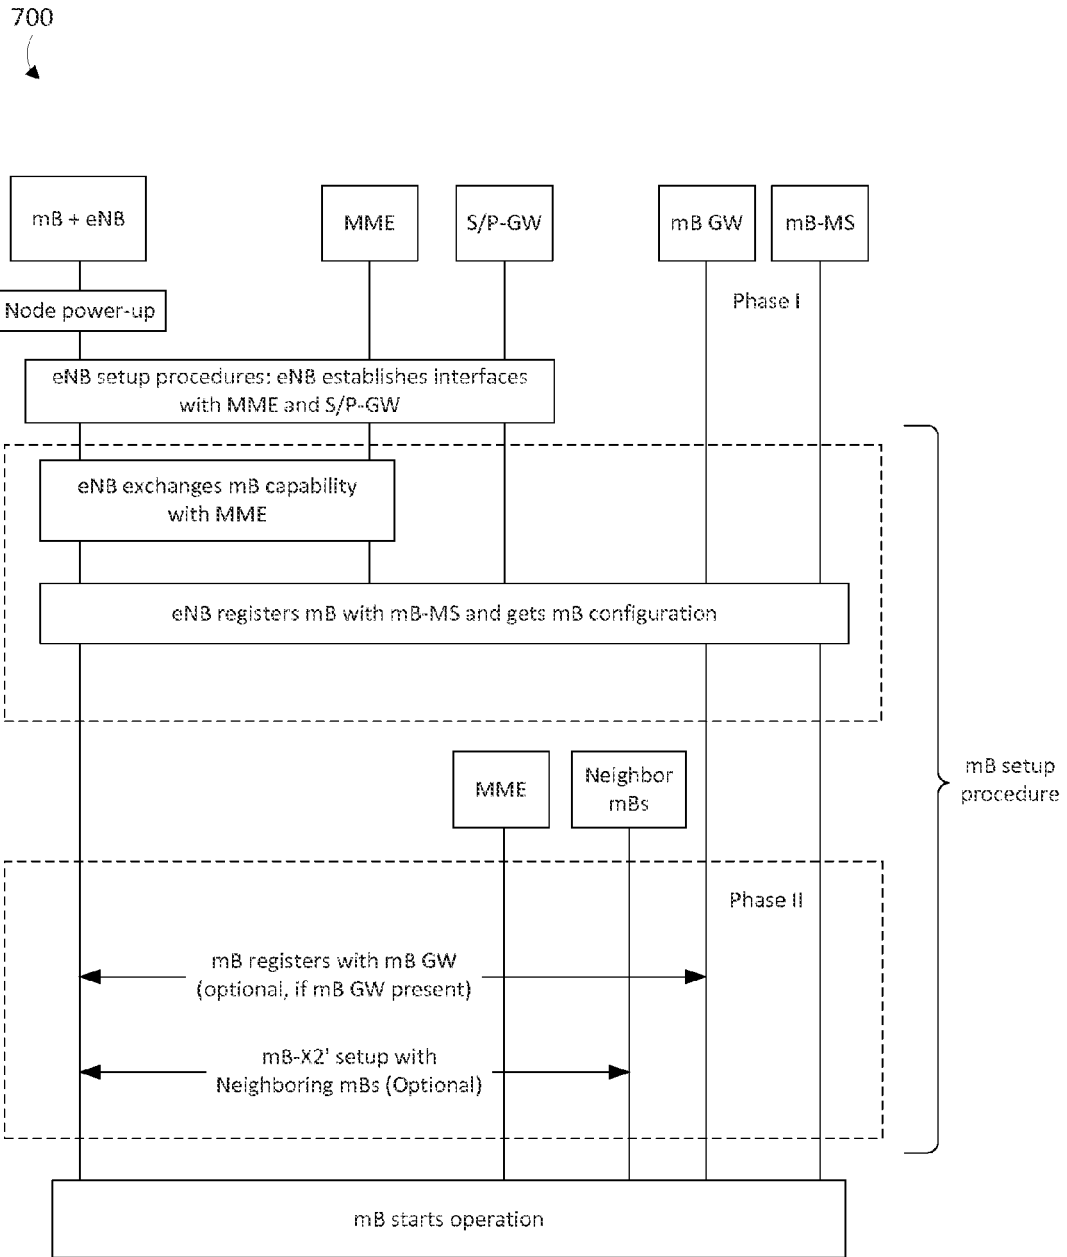 700
mB + eNB
MME
S/P-GW
mB GW
mB-MS
Node power-up
Phase I
eNB setup procedures: eNB establishes interfaces
with MME and S/P-GW
eNB exchanges mB capability
with MME
eNB registers mB with mB-MS and gets mB configuration
MME
Neighbor
mBs
mB setup
procedure
Phase II
mB registers with mB GW
(optional, if mB GW present)
mB-X2' setup with
Neighboring mBs (Optional)
mB starts operation